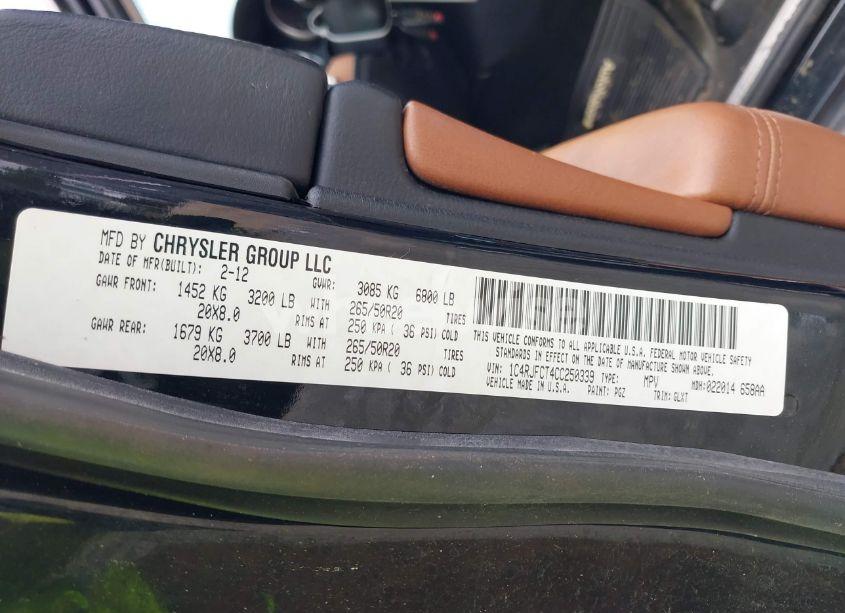 MFD BY CHRYSLER GROUP LLC
DATE OF MFR(BUILT): 2-12 GVWR: 3085 KG 6800 LB
GAWR FRONT: 1452 KG 3200 LB WITH 265/50R20 TIRES
20X8.0 RIMS AT 250 KPA ( 36 PSI) COLD
GAWR REAR: 1679 KG 3700 LB WITH 265/50R20 TIRES
20X8.0 RIMS AT 250 KPA ( 36 PSI) COLD
THIS VEHICLE CONFORMS TO ALL APPLICABLE U.S.A. FEDERAL MOTOR VEHICLE SAFETY
STANDARDS IN EFFECT ON THE DATE OF MANUFACTURE SHOWN ABOVE.
VIN: 1C4RJFCT4CC250339 TYPE: MPV MDH:022014 658AA
VEHICLE MADE IN U.S.A. PAINT: PGZ TRIM: GLXT